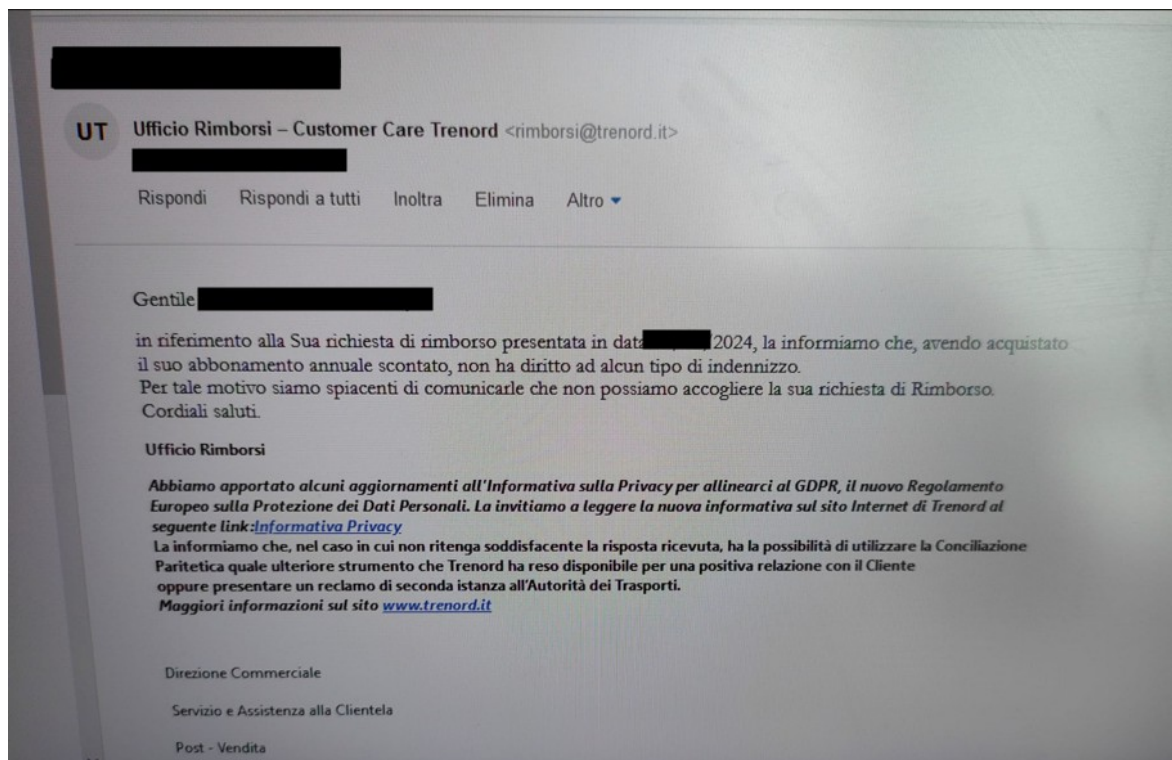 UT
Ufficio Rimborsi – Customer Care Trenord <rimborsi@trenord.it>
Rispondi Rispondi a tutti Inoltra Elimina Altro
Gentile
in riferimento alla Sua richiesta di rimborso presentata in data /2024, la informiamo che, avendo acquistato
il suo abbonamento annuale scontato, non ha diritto ad alcun tipo di indennizzo.
Per tale motivo siamo spiacenti di comunicarle che non possiamo accogliere la sua richiesta di Rimborso.
Cordiali saluti.
Ufficio Rimborsi
Abbiamo apportato alcuni aggiornamenti all'Informativa sulla Privacy per allinearci al GDPR, il nuovo Regolamento
Europeo sulla Protezione dei Dati Personali. La invitiamo a leggere la nuova informativa sul sito Internet di Trenord al
seguente link:Informativa Privacy
La informiamo che, nel caso in cui non ritenga soddisfacente la risposta ricevuta, ha la possibilità di utilizzare la Conciliazione
Paritetica quale ulteriore strumento che Trenord ha reso disponibile per una positiva relazione con il Cliente
oppure presentare un reclamo di seconda istanza all'Autorità dei Trasporti.
Maggiori informazioni sul sito www.trenord.it
Direzione Commerciale
Servizio e Assistenza alla Clientela
Post - Vendita